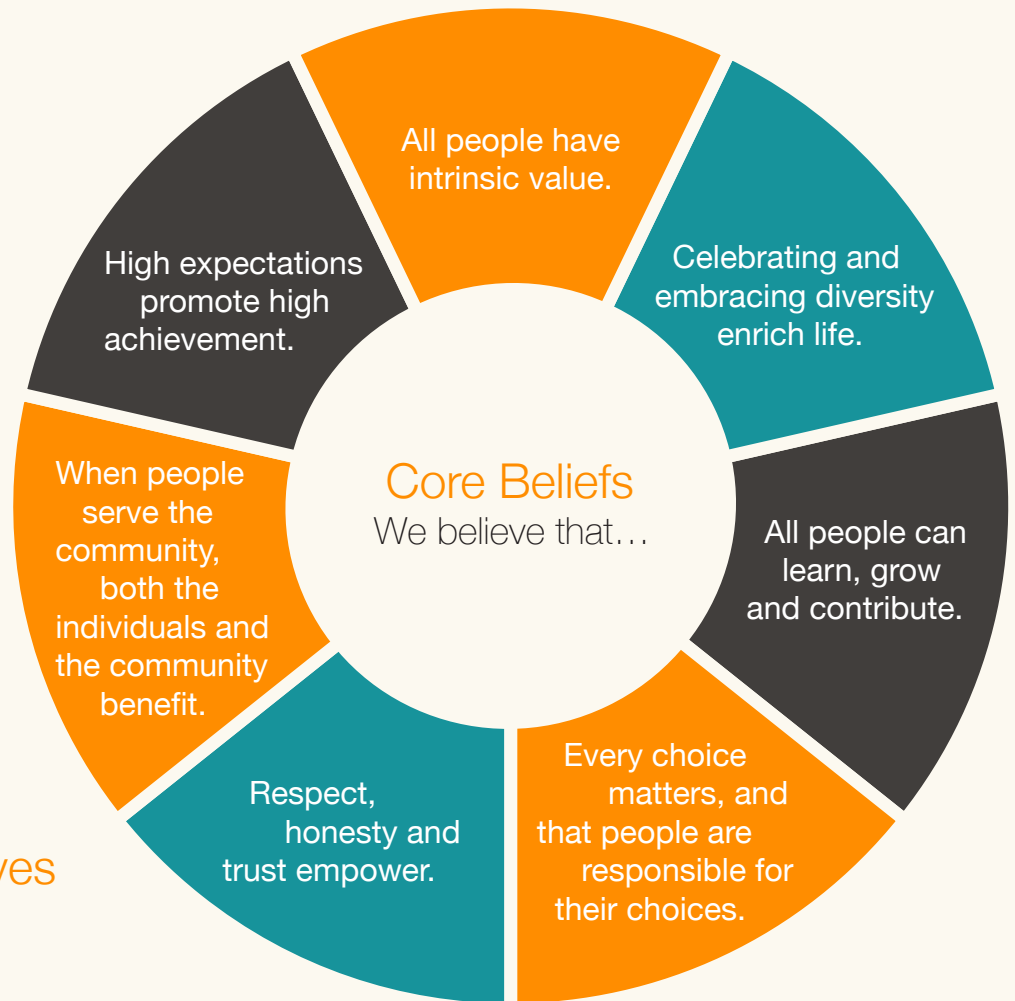 Core Beliefs
We believe that…
All people have
intrinsic value.
Celebrating and
embracing diversity
enrich life.
All people can
learn, grow
and contribute.
Every choice
matters, and
that people are
responsible for
their choices.
Respect,
honesty and
trust empower.
When people
serve the
community,
both the
individuals and
the community
benefit.
High expectations
promote high
achievement.